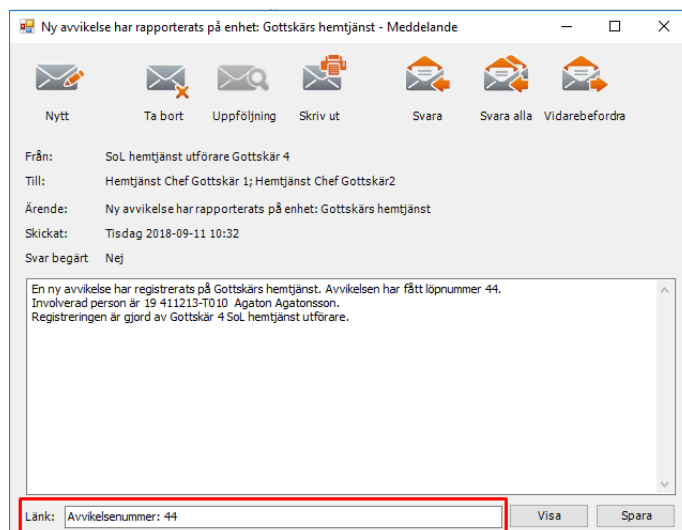 Ny avvikelse har rapporterats på enhet: Gottskärs hemtjänst - Meddelande
Nytt Ta bort Uppföljning Skriv ut Svara Svara alla Vidarebefordra
Från: SoL hemtjänst utförare Gottskär 4
Till: Hemtjänst Chef Gottskär 1; Hemtjänst Chef Gottskär2
Ärende: Ny avvikelse har rapporterats på enhet: Gottskärs hemtjänst
Skickat: Tisdag 2018-09-11 10:32
Svar begärt Nej
En ny avvikelse har registrerats på Gottskärs hemtjänst. Avvikelsen har fått löpnummer 44.
Involverad person är 19 411213-T010 Agaton Agatonsson.
Registreringen är gjord av Gottskär 4 SoL hemtjänst utförare.
Länk: Avvikelsenummer: 44 Visa Spara